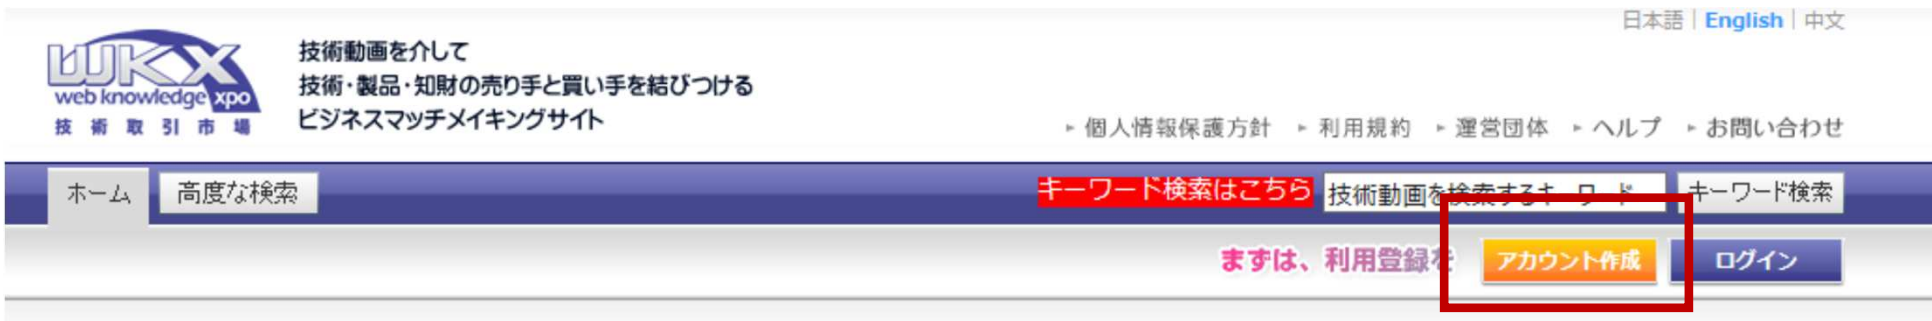 日本語 | English | 中文
WKX
web knowledge xpo
技術取引市場
技術動画を介して
技術・製品・知財の売り手と買い手を結びつける
ビジネスマッチメイキングサイト
個人情報保護方針 利用規約 運営団体 ヘルプ お問い合わせ
ホーム 高度な検索 キーワード検索はこちら 技術動画を検索するキーワード キーワード検索
まずは、利用登録を アカウント作成 ログイン